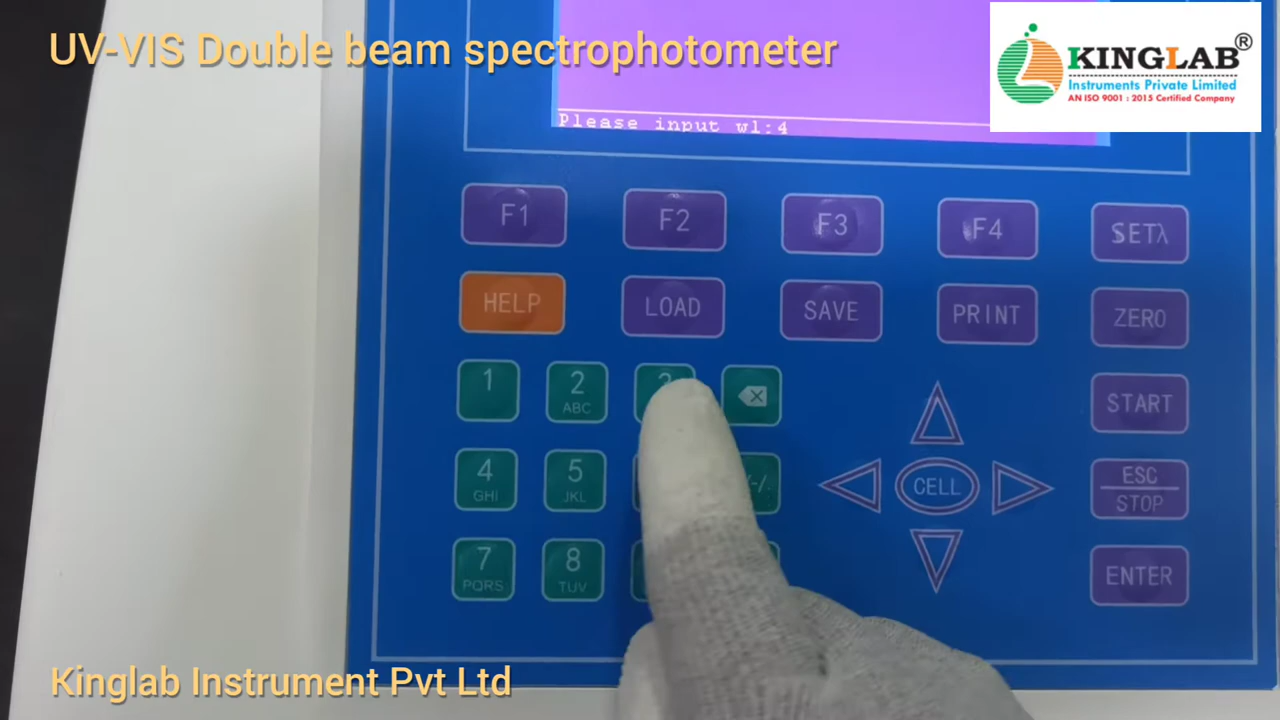 UV-VIS Double beam spectrophotometer
KINGLAB®
Instruments Private Limited
AN ISO 9001 : 2015 Certified Company
Please input wl:4
F1 F2 F3 F4 SETλ
HELP LOAD SAVE PRINT ZERO
1 2 ABC 3
START
4 GHI 5 JKL
CELL
ESC
STOP
7 PQRS 8 TUV
ENTER
Kinglab Instrument Pvt Ltd